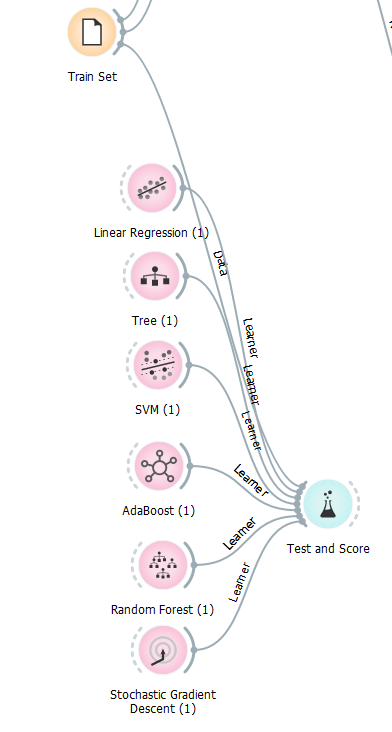 Train Set
Linear Regression (1)
Data
Learner
Tree (1)
Learner
SVM (1)
Learner
AdaBoost (1)
Learner
Test and Score
Learner
Random Forest (1)
Learner
Stochastic Gradient
Descent (1)